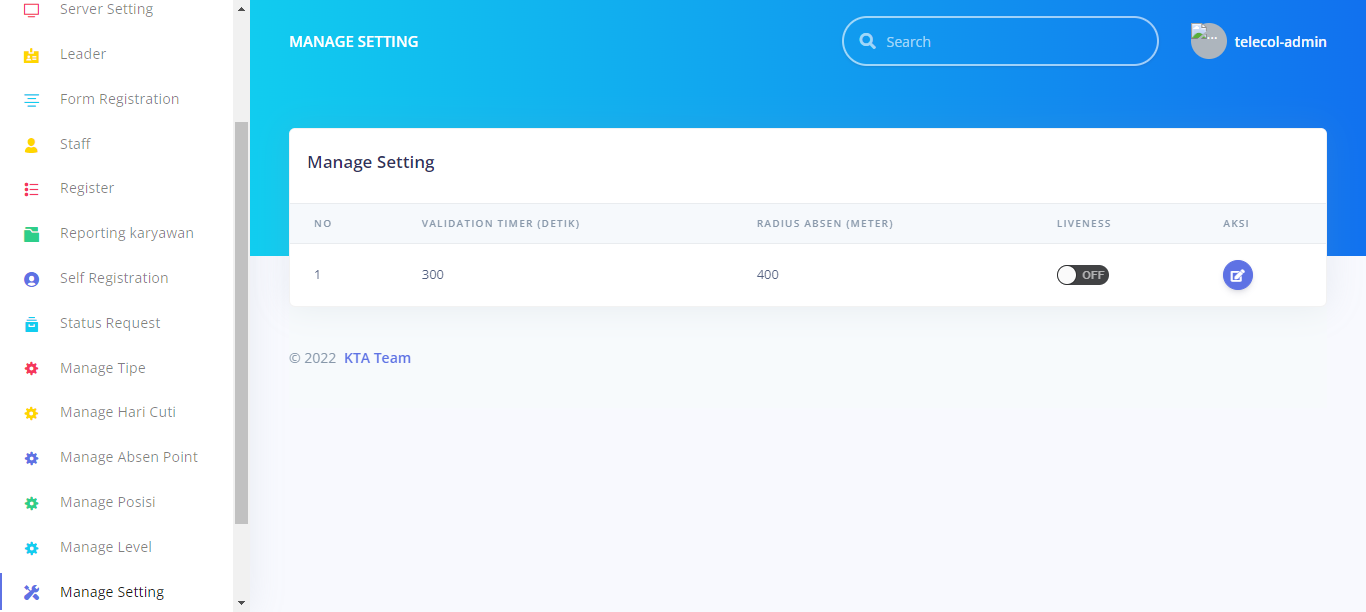 Server Setting
Leader
Form Registration
Staff
Register
Reporting karyawan
Self Registration
Status Request
Manage Tipe
Manage Hari Cuti
Manage Absen Point
Manage Posisi
Manage Level
Manage Setting
MANAGE SETTING
Search
... telecol-admin
Manage Setting
NO VALIDATION TIMER (DETIK) RADIUS ABSEN (METER) LIVENESS AKSI
1 300 400 OFF
© 2022 KTA Team